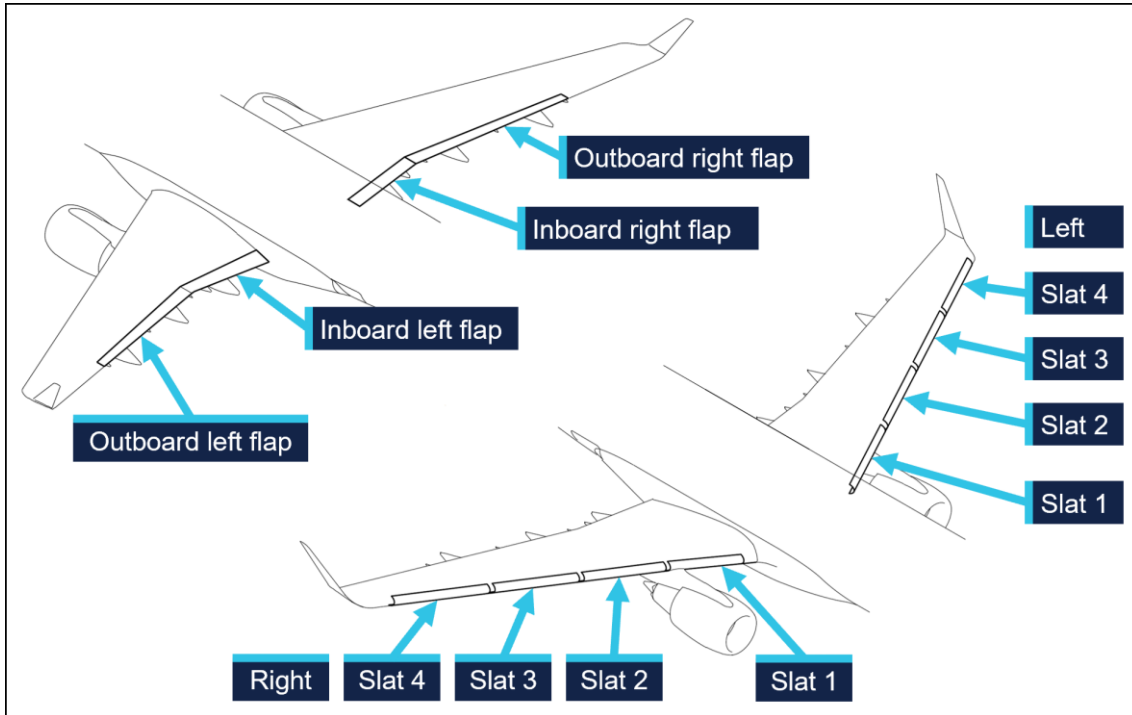 Outboard right flap
Inboard right flap
Inboard left flap
Outboard left flap
Left
Slat 4
Slat 3
Slat 2
Slat 1
Right
Slat 4
Slat 3
Slat 2
Slat 1